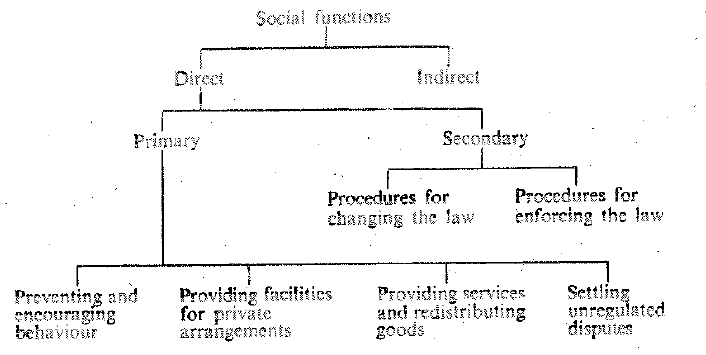 Social functions
Direct
Indirect
Primary
Secondary
Procedures for
changing the law
Procedures for
enforcing the law
Preventing and
encouraging
behaviour
Providing facilities
for private
arrangements
Providing services
and redistributing
goods
Settling
unregulated
disputes